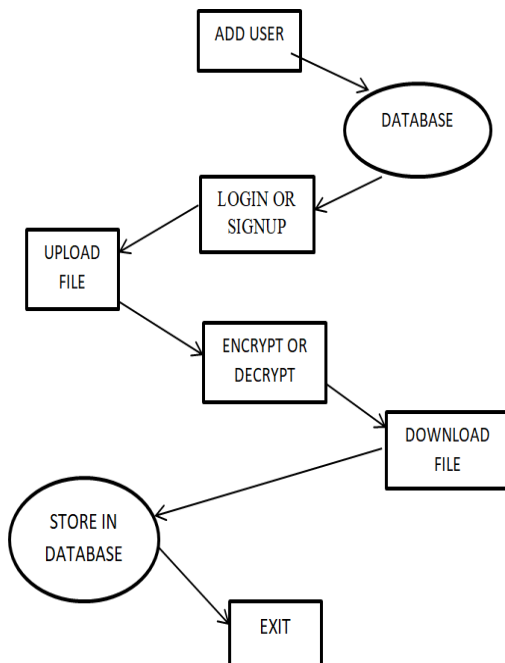 ADD USER
DATABASE
LOGIN OR
SIGNUP
UPLOAD
FILE
ENCRYPT OR
DECRYPT
DOWNLOAD
FILE
STORE IN
DATABASE
EXIT